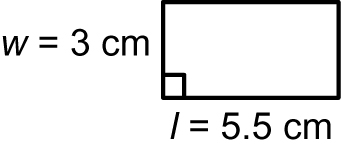 w = 3 cm
l = 5.5 cm